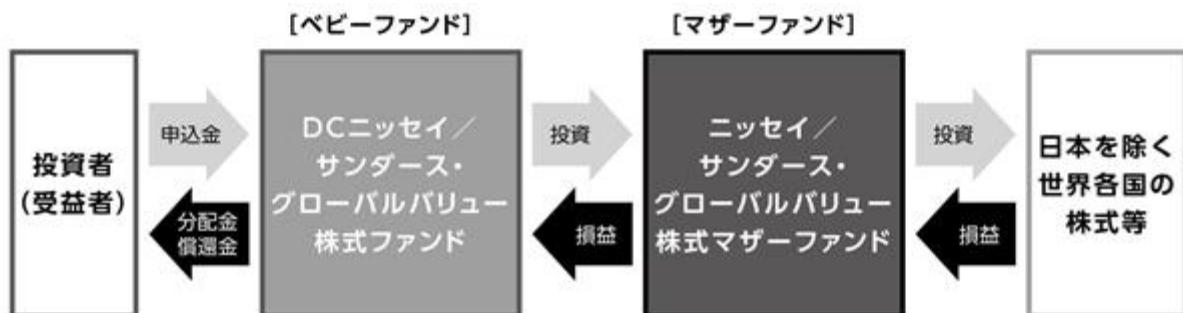 [ベビーファンド]
[マザーファンド]
投資者
(受益者)
申込金
分配金
償還金
DCニッセイ／
サンダース・
グローバルバリュー
株式ファンド
投資
損益
ニッセイ／
サンダース・
グローバルバリュー
株式マザーファンド
投資
損益
日本を除く
世界各国の
株式等